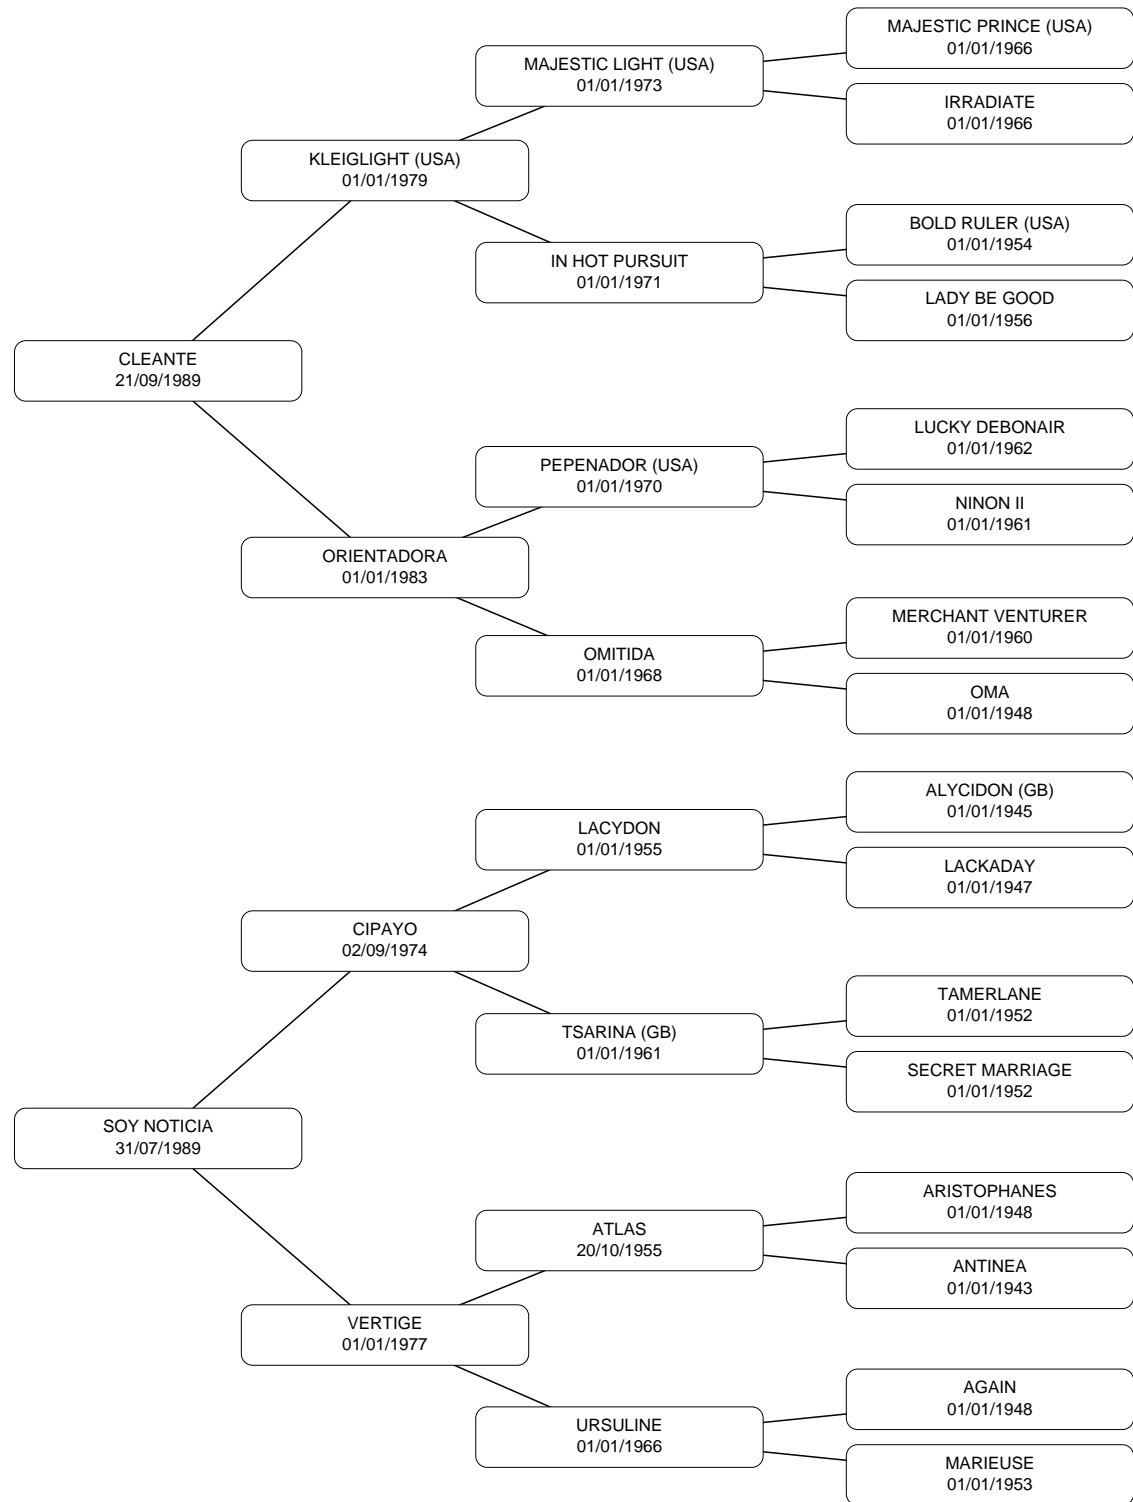 MAJESTIC PRINCE (USA)
01/01/1966
MAJESTIC LIGHT (USA)
01/01/1973
IRRADIATE
01/01/1966
KLEIGLIGHT (USA)
01/01/1979
BOLD RULER (USA)
01/01/1954
IN HOT PURSUIT
01/01/1971
LADY BE GOOD
01/01/1956
CLEANTE
21/09/1989
LUCKY DEBONAIR
01/01/1962
PEPENADOR (USA)
01/01/1970
NINON II
01/01/1961
ORIENTADORA
01/01/1983
MERCHANT VENTURER
01/01/1960
OMITIDA
01/01/1968
OMA
01/01/1948
ALYCIDON (GB)
01/01/1945
LACYDON
01/01/1955
LACKADAY
01/01/1947
CIPAYO
02/09/1974
TAMERLANE
01/01/1952
TSARINA (GB)
01/01/1961
SECRET MARRIAGE
01/01/1952
SOY NOTICIA
31/07/1989
ARISTOPHANES
01/01/1948
ATLAS
20/10/1955
ANTINEA
01/01/1943
VERTIGE
01/01/1977
AGAIN
01/01/1948
URSULINE
01/01/1966
MARIEUSE
01/01/1953